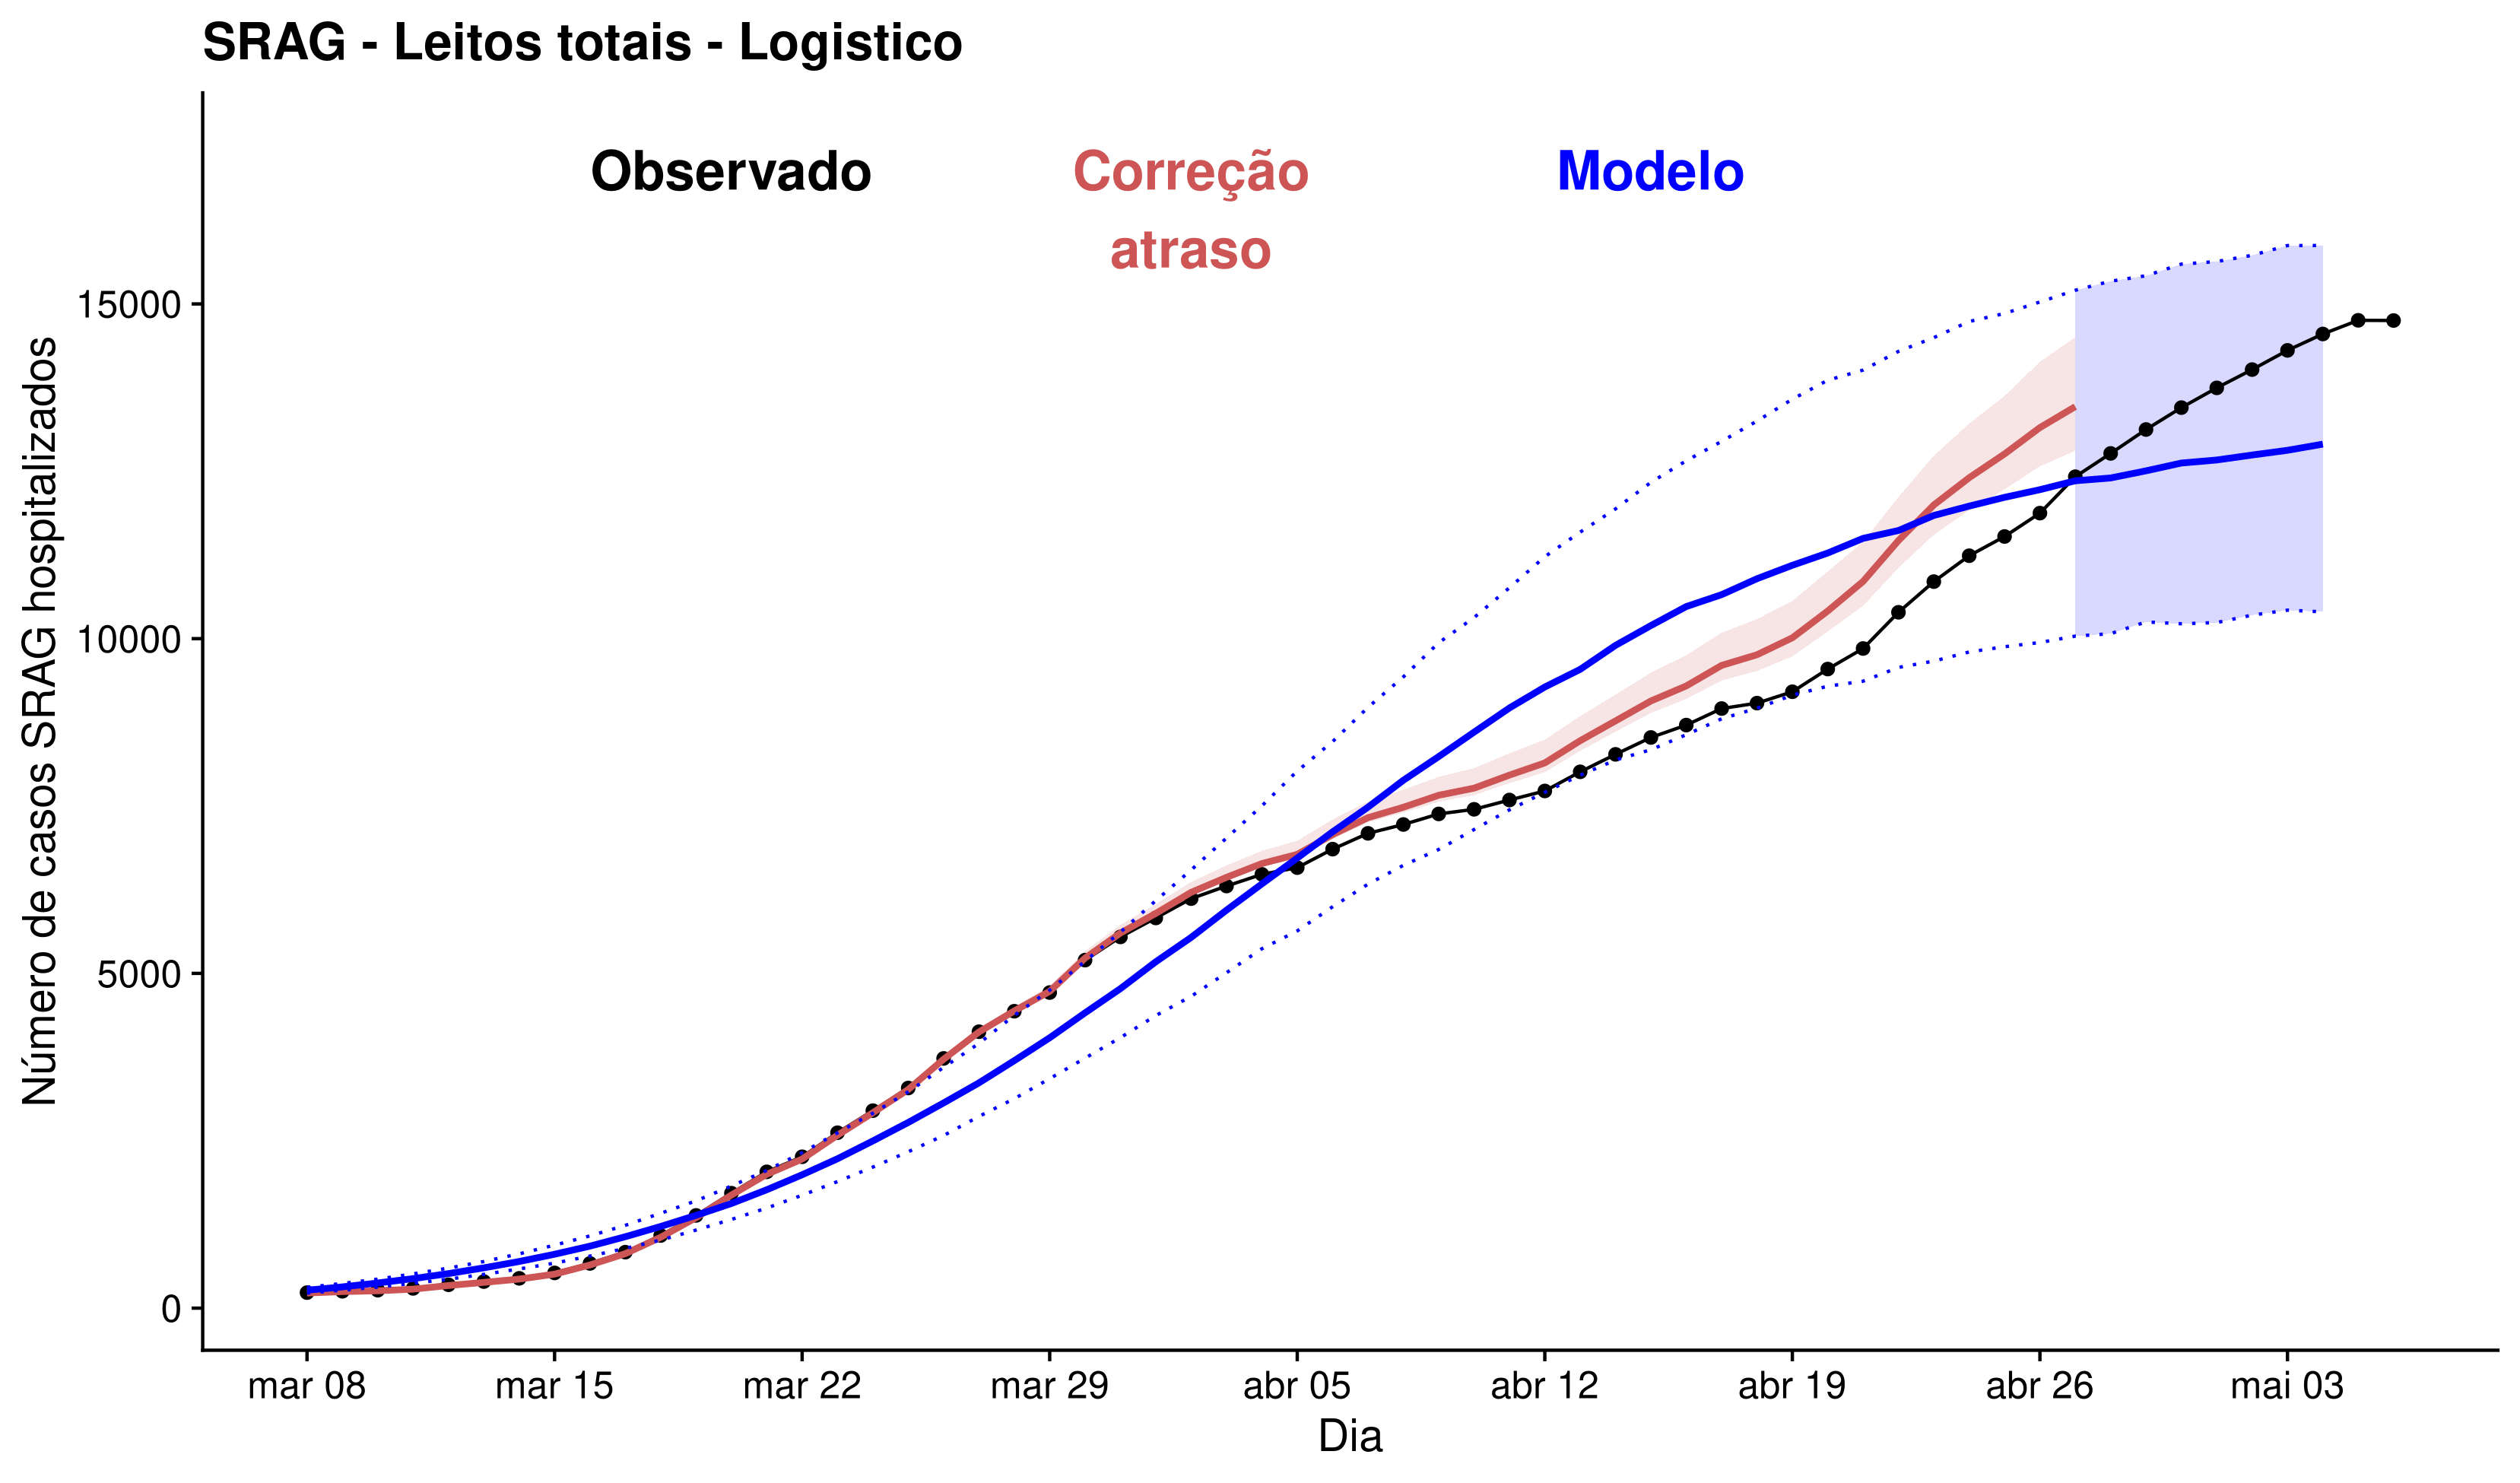 SRAG - Leitos totais - Logistico
Observado
Correção
atraso
Modelo
Número de casos SRAG hospitalizados
15000
10000
5000
0
mar 08
mar 15
mar 22
mar 29
abr 05
abr 12
abr 19
abr 26
mai 03
Dia